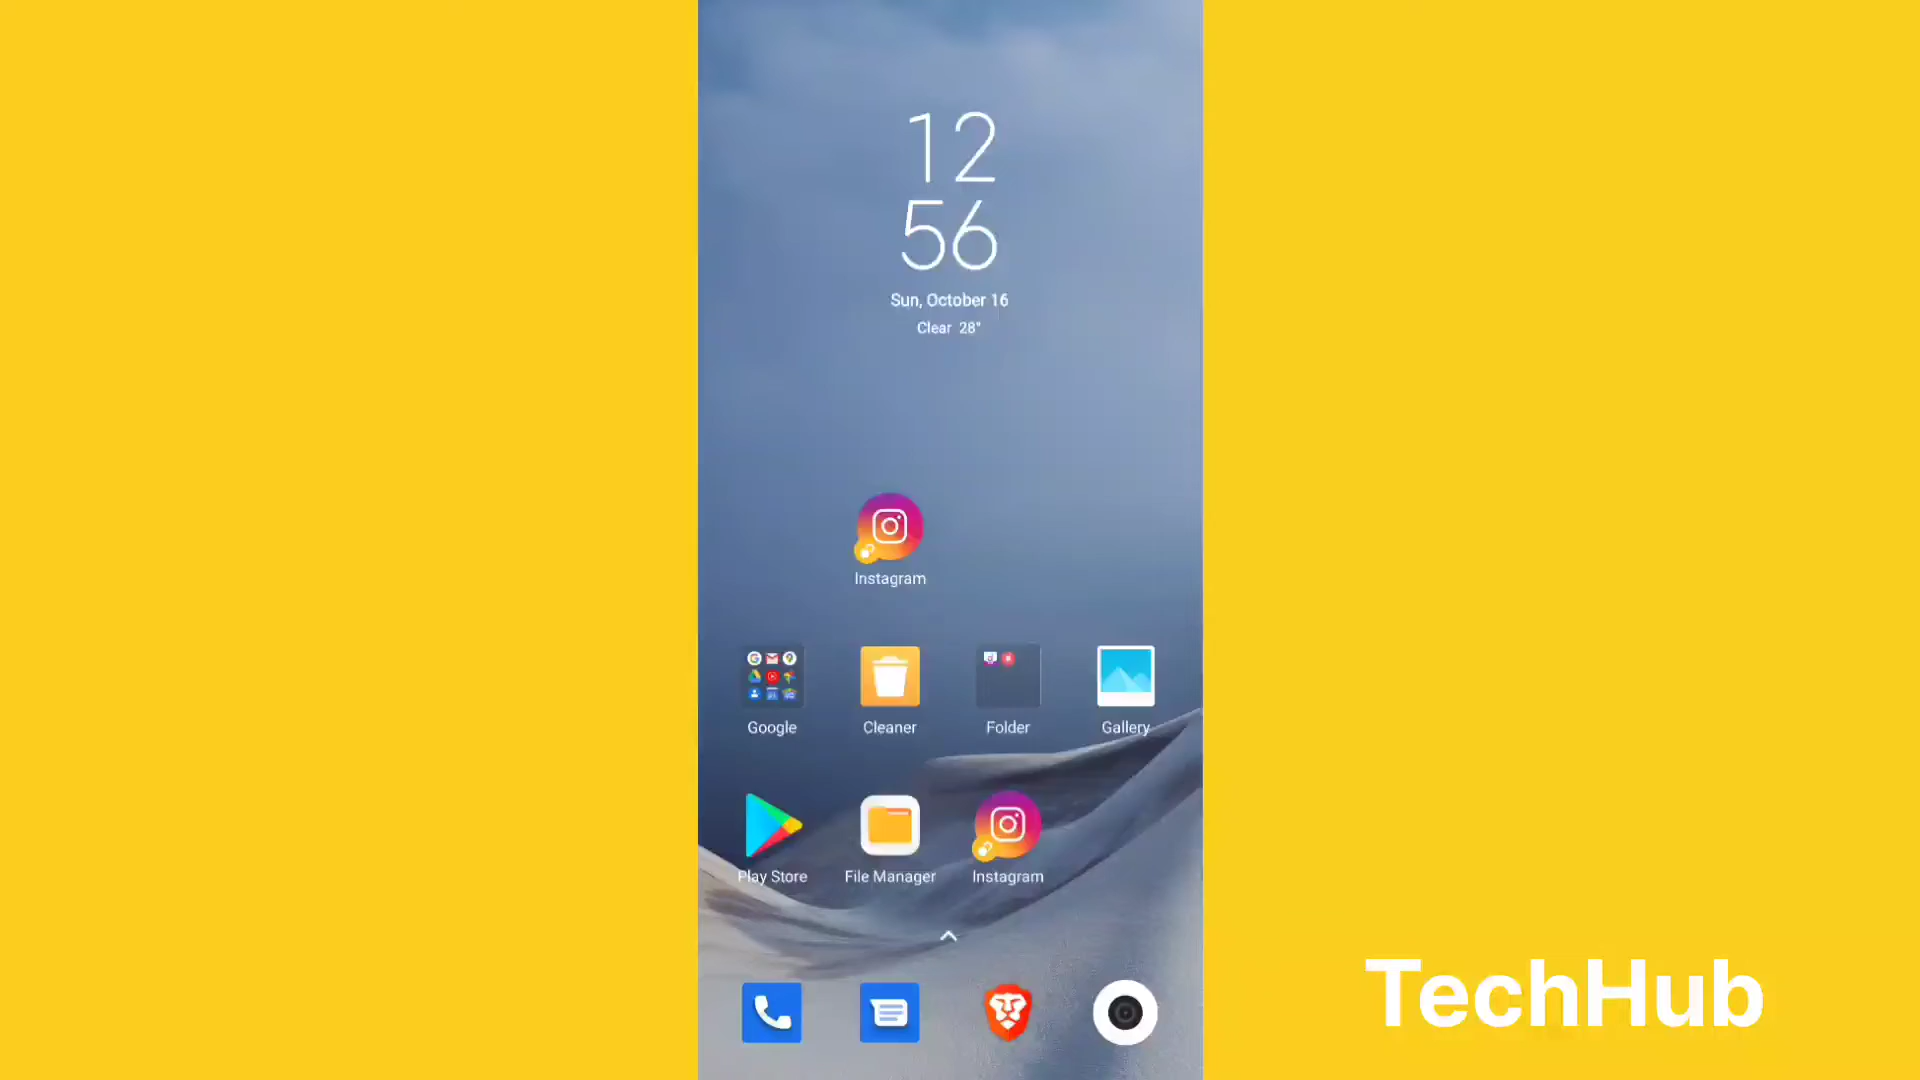 12
56
Sun, October 16
Clear 28°
Instagram
Google
Cleaner
Folder
Gallery
Play Store
File Manager
Instagram
TechHub